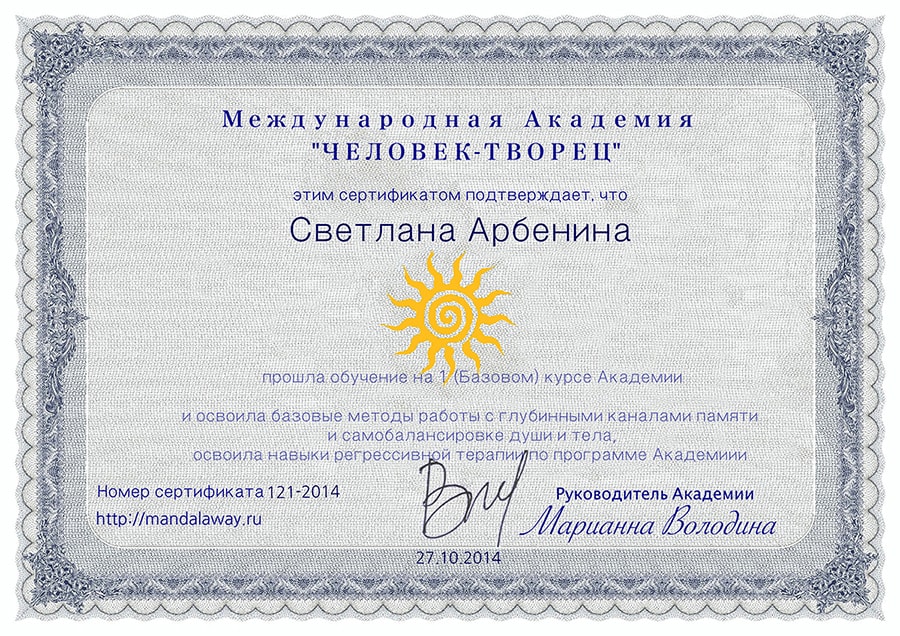 Международная Академия
"ЧЕЛОВЕК-ТВОРЕЦ"
этим сертификатом подтверждает, что
Светлана Арбенина
прошла обучение на 1 (Базовом) курсе Академии
и освоила базовые методы работы с глубинными каналами памяти
и самобалансировке души и тела,
освоила навыки регрессивной терапии по программе Академиии
Номер сертификата 121-2014
Руководитель Академии
http://mandalaway.ru
Марианна Володина
27.10.2014